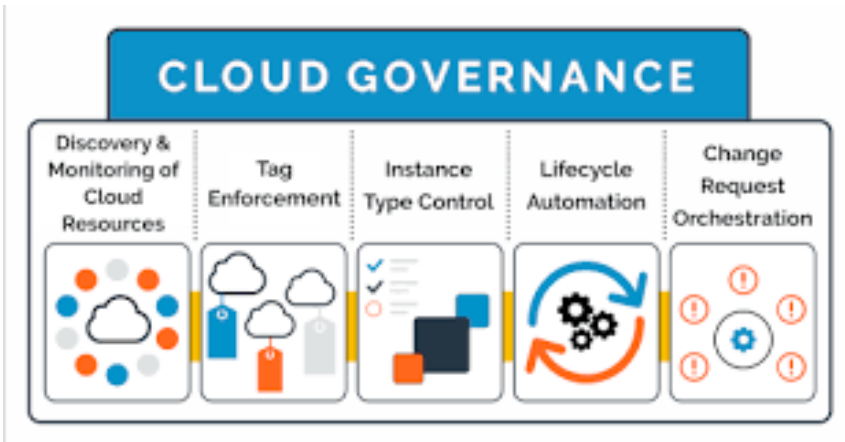 CLOUD GOVERNANCE
Discovery &
Monitoring of
Cloud
Resources
Tag
Enforcement
Instance
Type Control
Lifecycle
Automation
Change
Request
Orchestration